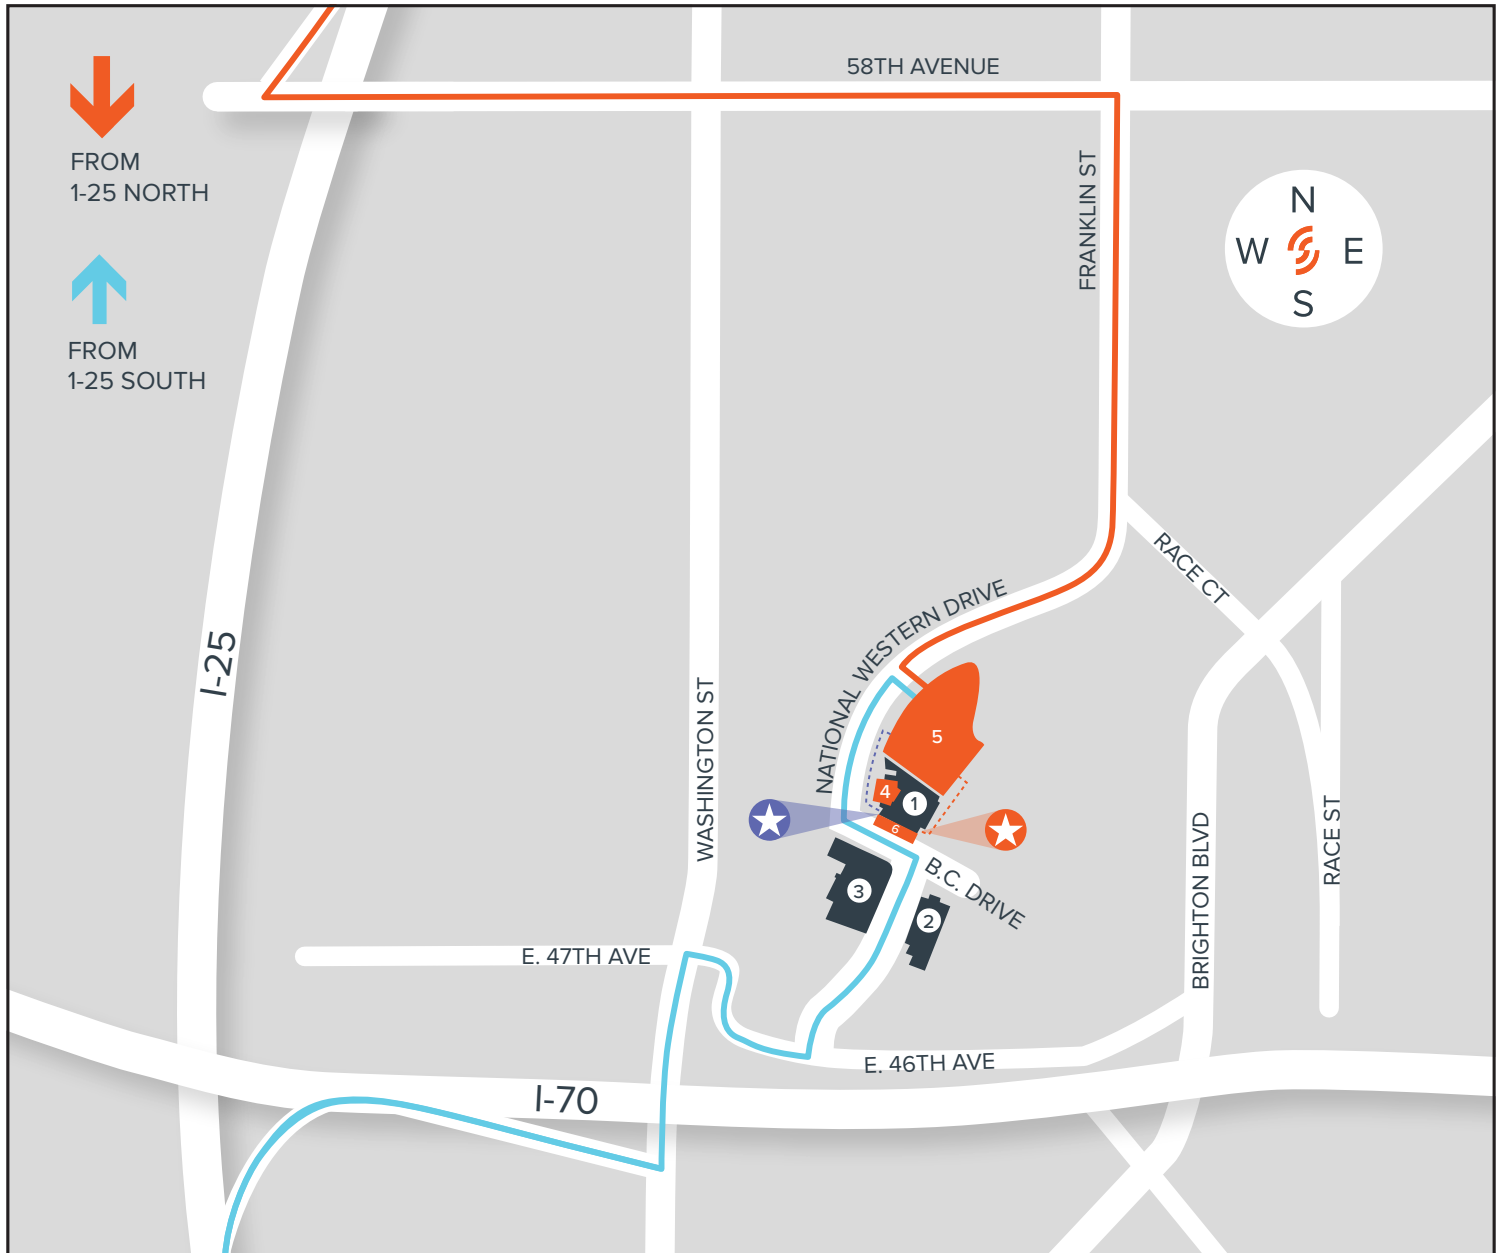 58TH AVENUE
FROM
1-25 NORTH
FROM
1-25 SOUTH
FRANKLIN ST
N
W E
S
RACE CT
NATIONAL WESTERN DRIVE
I-25
WASHINGTON ST
5
4
1
6
B.C. DRIVE
3
2
BRIGHTON BLVD
RACE ST
E. 47TH AVE
E. 46TH AVE
I-70